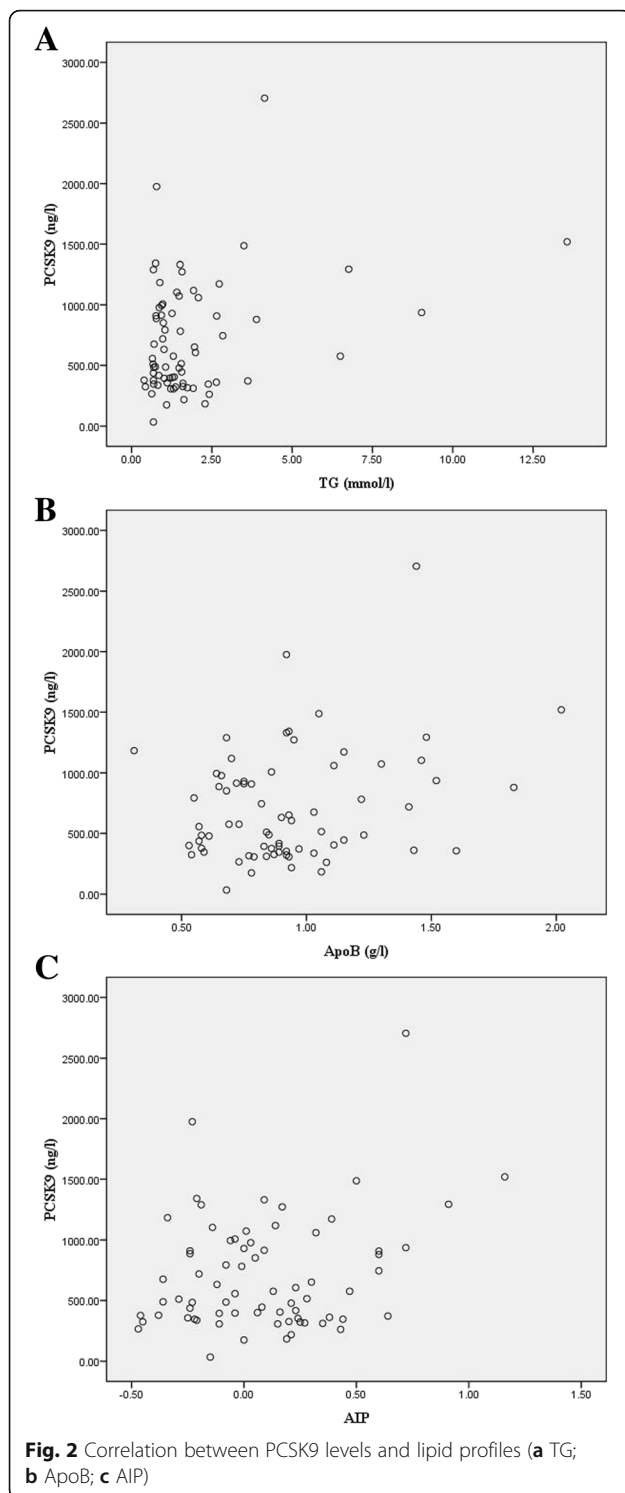 A
3000.00
2500.00
2000.00
1500.00
1000.00
500.00
0.00
PCSK9 (ng/l)
0.00 2.50 5.00 7.50 10.00 12.50
TG (mmol/l)
B
3000.00
2500.00
2000.00
1500.00
1000.00
500.00
0.00
PCSK9 (ng/l)
0.50 1.00 1.50 2.00
ApoB (g/l)
C
3000.00
2500.00
2000.00
1500.00
1000.00
500.00
0.00
PCSK9 (ng/l)
-0.50 0.00 0.50 1.00 1.50
AIP
Fig. 2 Correlation between PCSK9 levels and lipid profiles (a TG;
b ApoB; c AIP)